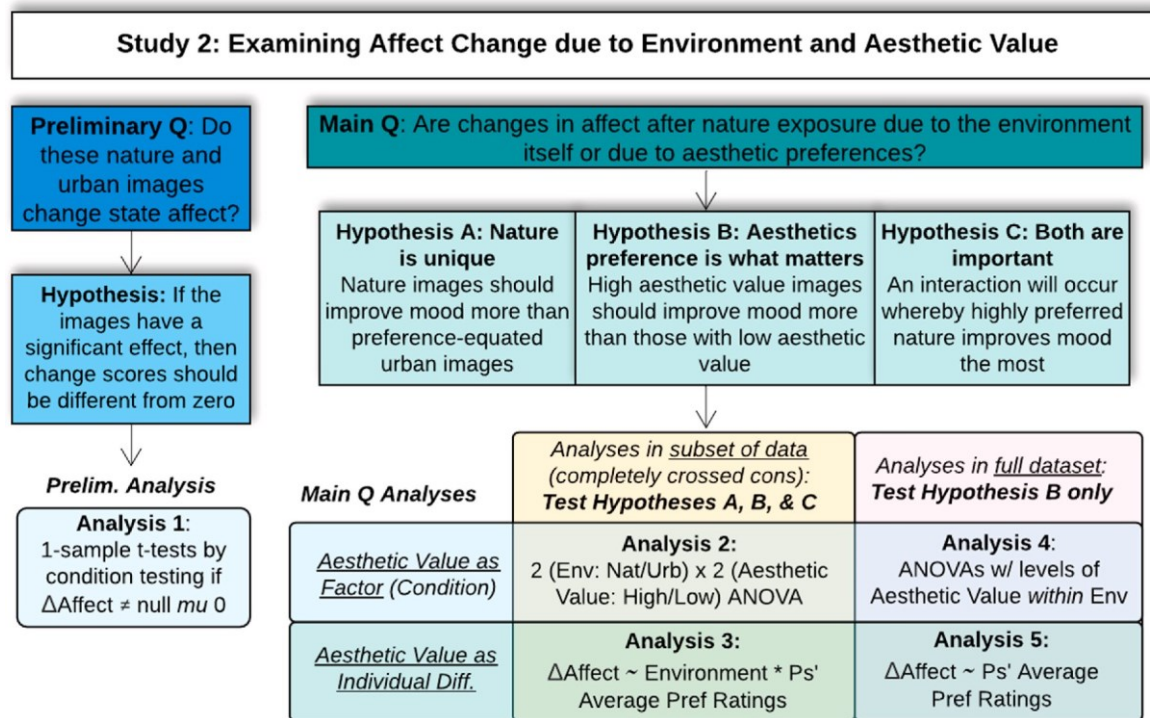 Study 2: Examining Affect Change due to Environment and Aesthetic Value
Preliminary Q: Do
these nature and
urban images
change state affect?
Hypothesis: If the
images have a
significant effect, then
change scores should
be different from zero
Prelim. Analysis
Analysis 1:
1-sample t-tests by
condition testing if
ΔAffect ≠ null mu 0
Main Q: Are changes in affect after nature exposure due to the environment
itself or due to aesthetic preferences?
Hypothesis A: Nature
is unique
Nature images should
improve mood more than
preference-equated
urban images
Hypothesis B: Aesthetics
preference is what matters
High aesthetic value images
should improve mood more
than those with low aesthetic
value
Hypothesis C: Both are
important
An interaction will occur
whereby highly preferred
nature improves mood
the most
Main Q Analyses
Analyses in subset of data
(completely crossed cons):
Test Hypotheses A, B, & C
Analyses in full dataset:
Test Hypothesis B only
Aesthetic Value as
Factor (Condition)
Analysis 2:
2 (Env: Nat/Urb) x 2 (Aesthetic
Value: High/Low) ANOVA
Analysis 4:
ANOVAs w/ levels of
Aesthetic Value within Env
Aesthetic Value as
Individual Diff.
Analysis 3:
ΔAffect ~ Environment * Ps' 
Average Pref Ratings
Analysis 5:
ΔAffect ~ Ps' Average
Pref Ratings